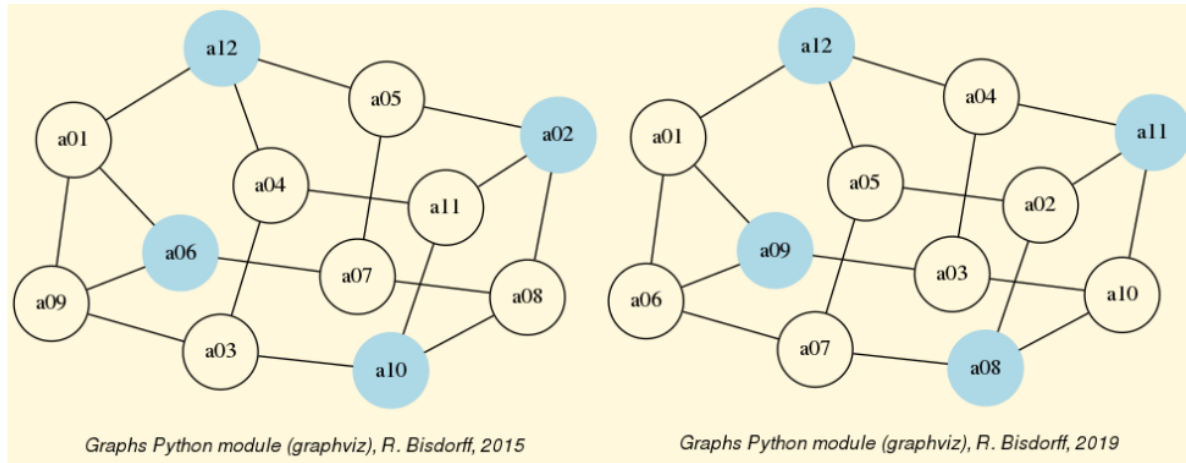 a12
a05
a02
a01
a04
a11
a06
a07
a08
a09
a03
a10
Graphs Python module (graphviz), R. Bisdorff, 2015
a12
a04
a11
a01
a05
a02
a09
a03
a10
a06
a07
a08
Graphs Python module (graphviz), R. Bisdorff, 2019